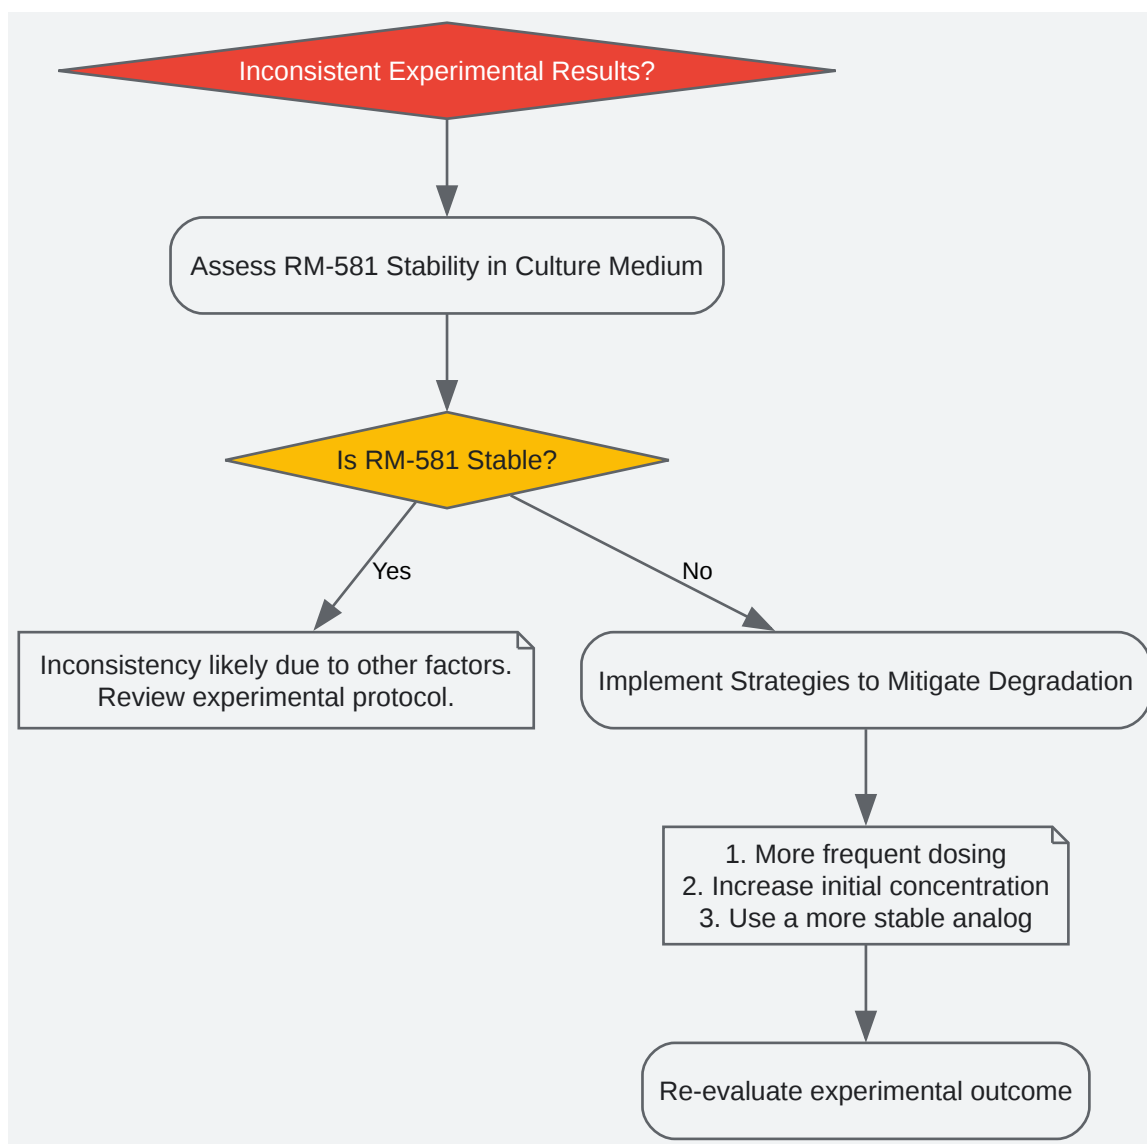 Inconsistent Experimental Results?
Assess RM-581 Stability in Culture Medium
Is RM-581 Stable?
Yes
No
Inconsistency likely due to other factors.
Review experimental protocol.
Implement Strategies to Mitigate Degradation
1. More frequent dosing
2. Increase initial concentration
3. Use a more stable analog
Re-evaluate experimental outcome